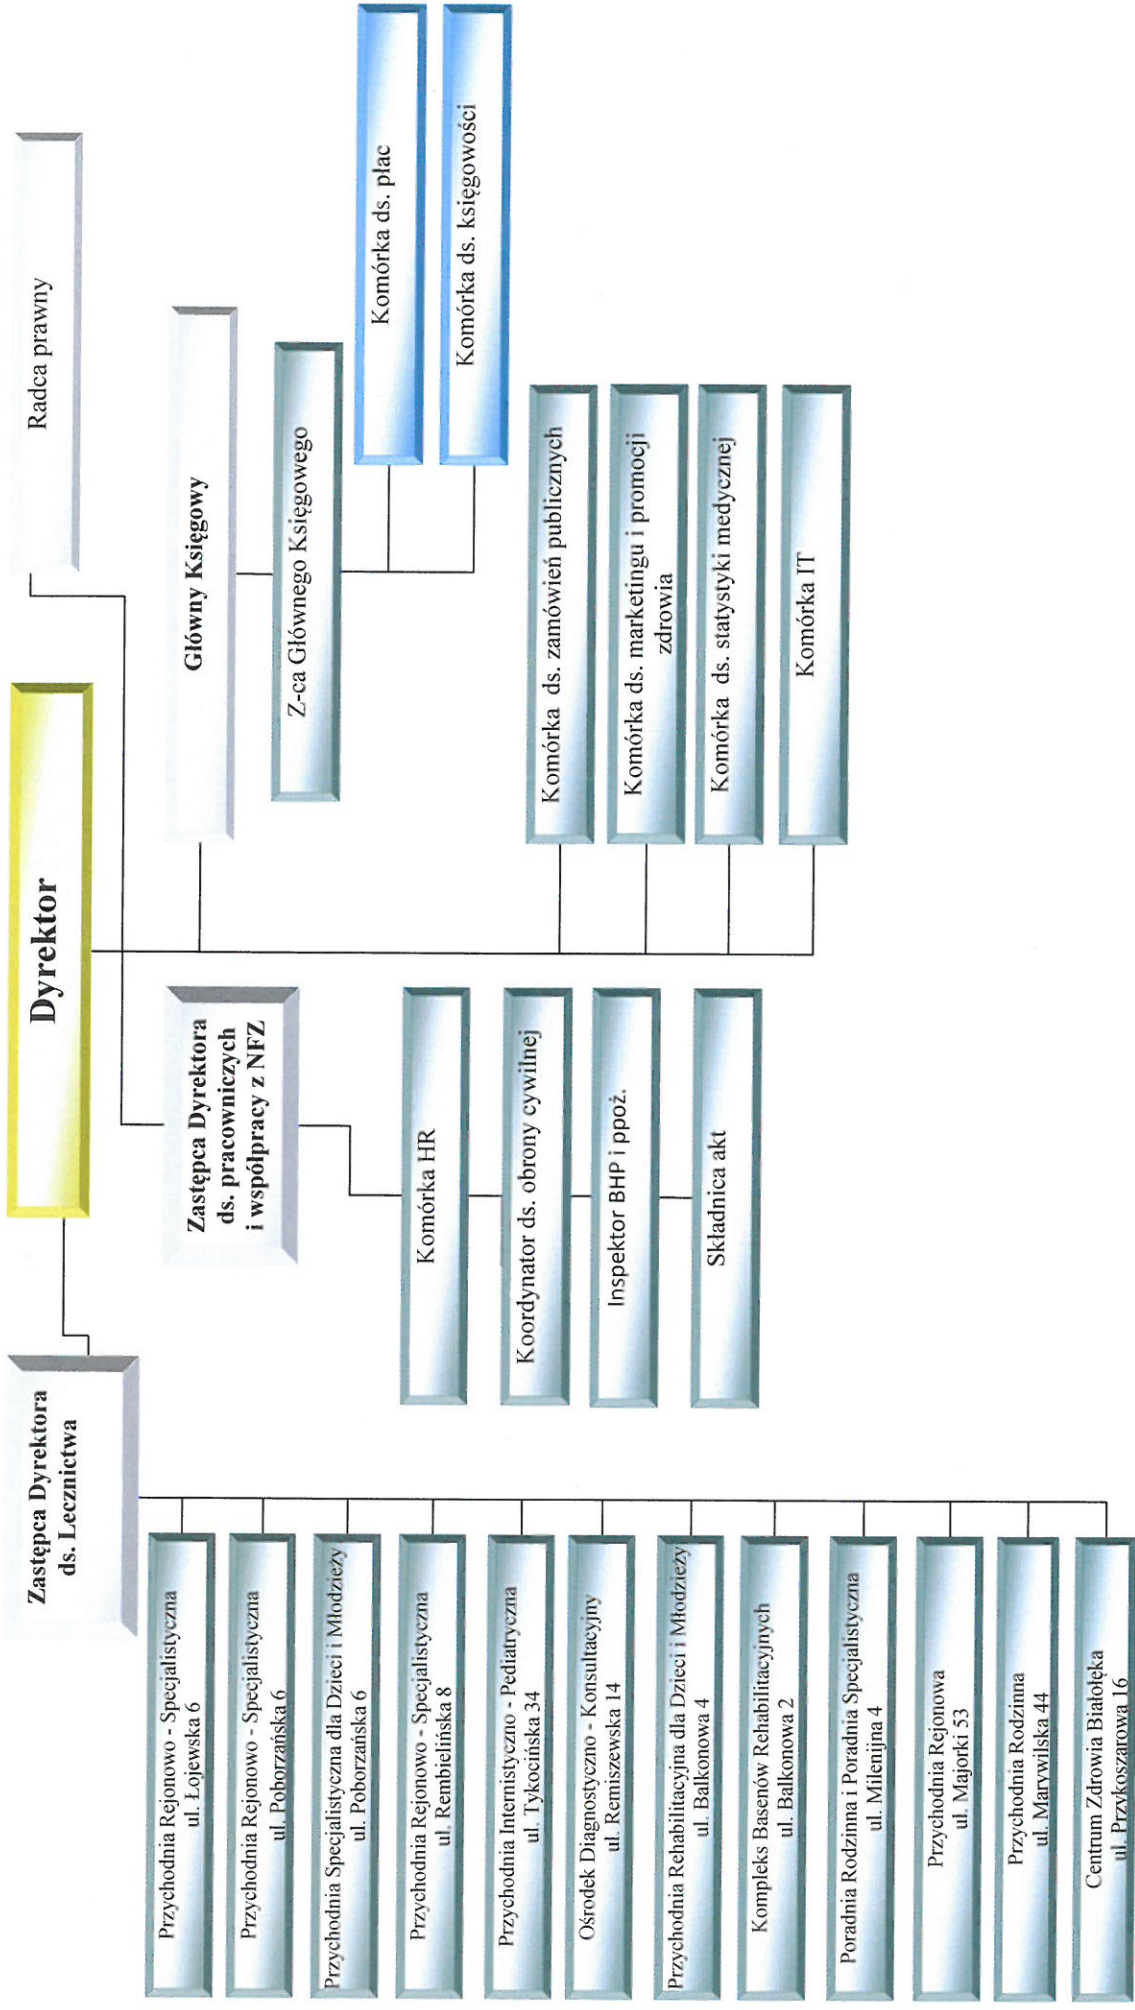 Dyrektor
Radca prawny
Zastępca Dyrektora
ds. Lecznictwa
Przychodnia Rejonowo - Specjalistyczna
ul. Łojewska 6
Przychodnia Rejonowo - Specjalistyczna
ul. Poborzańska 6
Przychodnia Specjalistyczna dla Dzieci i Młodzieży
ul. Poborzańska 6
Przychodnia Rejonowo - Specjalistyczna
ul. Rembielińska 8
Przychodnia Internistyczno - Pediatryczna
ul. Tykocińska 34
Ośrodek Diagnostyczno - Konsultacyjny
ul. Remiszewska 14
Przychodnia Rehabilitacyjna dla Dzieci i Młodzieży
ul. Balkonowa 4
Kompleks Basenów Rehabilitacyjnych
ul. Balkonowa 2
Poradnia Rodzinna i Poradnia Specjalistyczna
ul. Milenijna 4
Przychodnia Rejonowa
ul. Majorki 53
Przychodnia Rodzinna
ul. Marywilska 44
Centrum Zdrowia Białołęka
ul. Przykoszarowa 16
Zastępca Dyrektora
ds. pracowniczych
i współpracy z NFZ
Komórka HR
Koordynator ds. obrony cywilnej
Inspektor BHP i ppoż.
Składnica akt
Główny Księgowy
Z-ca Głównego Księgowego
Komórka ds. płac
Komórka ds. księgowości
Komórka ds. zamówień publicznych
Komórka ds. marketingu i promocji
zdrowia
Komórka ds. statystyki medycznej
Komórka IT